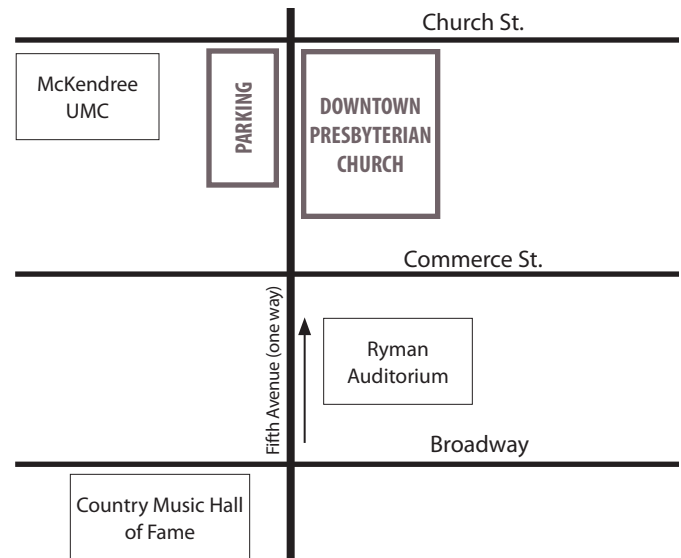 Church St.
McKendree
UMC
PARKING
DOWNTOWN
PRESBYTERIAN
CHURCH
Commerce St.
Fifth Avenue (one way)
Ryman
Auditorium
Broadway
Country Music Hall
of Fame